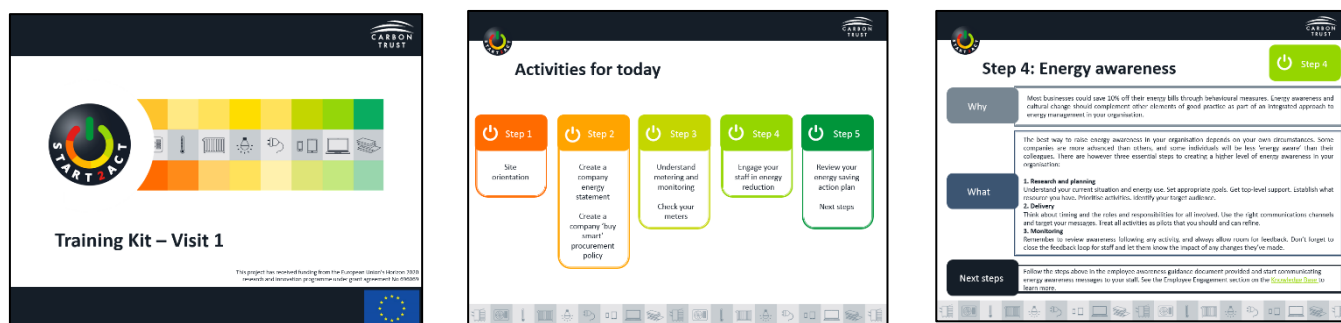 CARBON
TRUST
START2ACT
Training Kit – Visit 1
This project has received funding from the European Union's Horizon 2020
research and innovation programme under grant agreement No 696069
CARBON
TRUST
START2ACT
Activities for today
Step 1
Site
orientation
Step 2
Create a
company
energy
statement
Create a
company 'buy
smart'
procurement
policy
Step 3
Understand
metering and
monitoring
Check your
meters
Step 4
Engage your
staff in energy
reduction
Step 5
Review your
energy saving
action plan
Next steps
CARBON
TRUST
Step 4: Energy awareness
Step 4
Why
Most businesses could save 10% off their energy bills through behavioural measures. Energy awareness and
cultural change should complement other elements of good practice as part of an integrated approach to
energy management in your organisation.
What
The best way to raise energy awareness in your organisation depends on your own circumstances. Some
companies are more advanced than others, and some individuals will be less 'energy aware' than their
colleagues. There are however three essential steps to creating a higher level of energy awareness in your
organisation:
1. Research and planning
Understand your current situation and energy use. Set appropriate goals. Get top-level support. Establish what
resource you have. Prioritise activities. Identify your target audience.
2. Delivery
Think about timing and the roles and responsibilities for all involved. Use the right communications channels
and target your messages. Treat all activities as pilots that you should and can refine.
3. Monitoring
Remember to review awareness following any activity, and always allow room for feedback. Don't forget to
close the feedback loop for staff and let them know the impact of any changes they've made.
Next steps
Follow the steps above in the employee awareness guidance document provided and start communicating
energy awareness messages to your staff. See the Employee Engagement section on the Knowledge Base to
learn more.